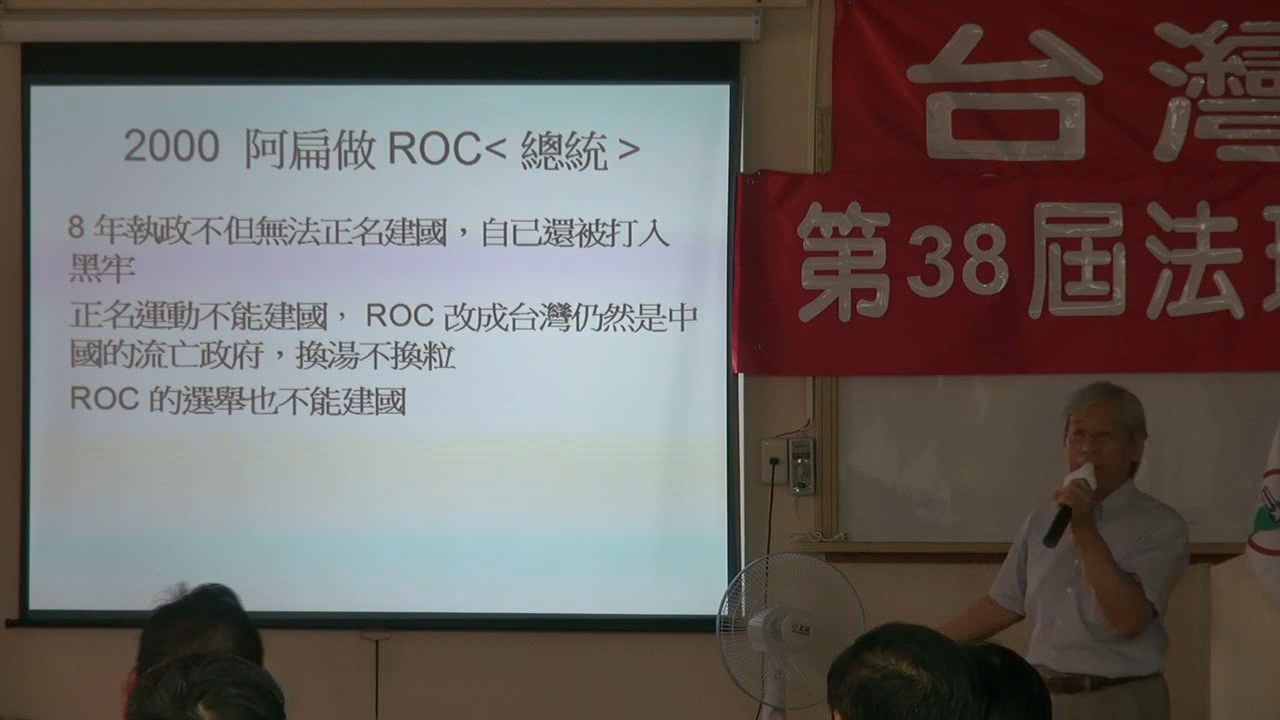 2000 阿扁做 ROC< 總統 >
8 年執政不但無法正名建國，自己還被打入
黑牢
正名運動不能建國， ROC 改成台灣仍然是中
國的流亡政府，換湯不換粒
ROC 的選舉也不能建國
台灣
第38屆法理